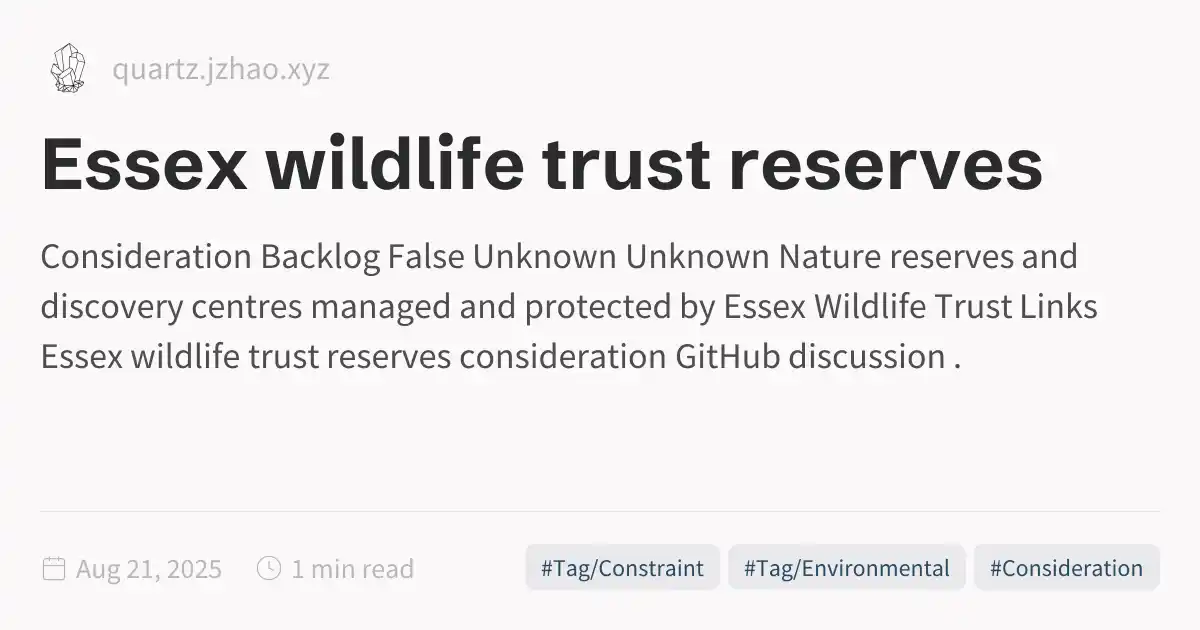 quartz.jzhao.xyz
Essex wildlife trust reserves
Consideration Backlog False Unknown Unknown Nature reserves and
discovery centres managed and protected by Essex Wildlife Trust Links
Essex wildlife trust reserves consideration GitHub discussion .
Aug 21, 2025 1 min read #Tag/Constraint #Tag/Environmental #Consideration